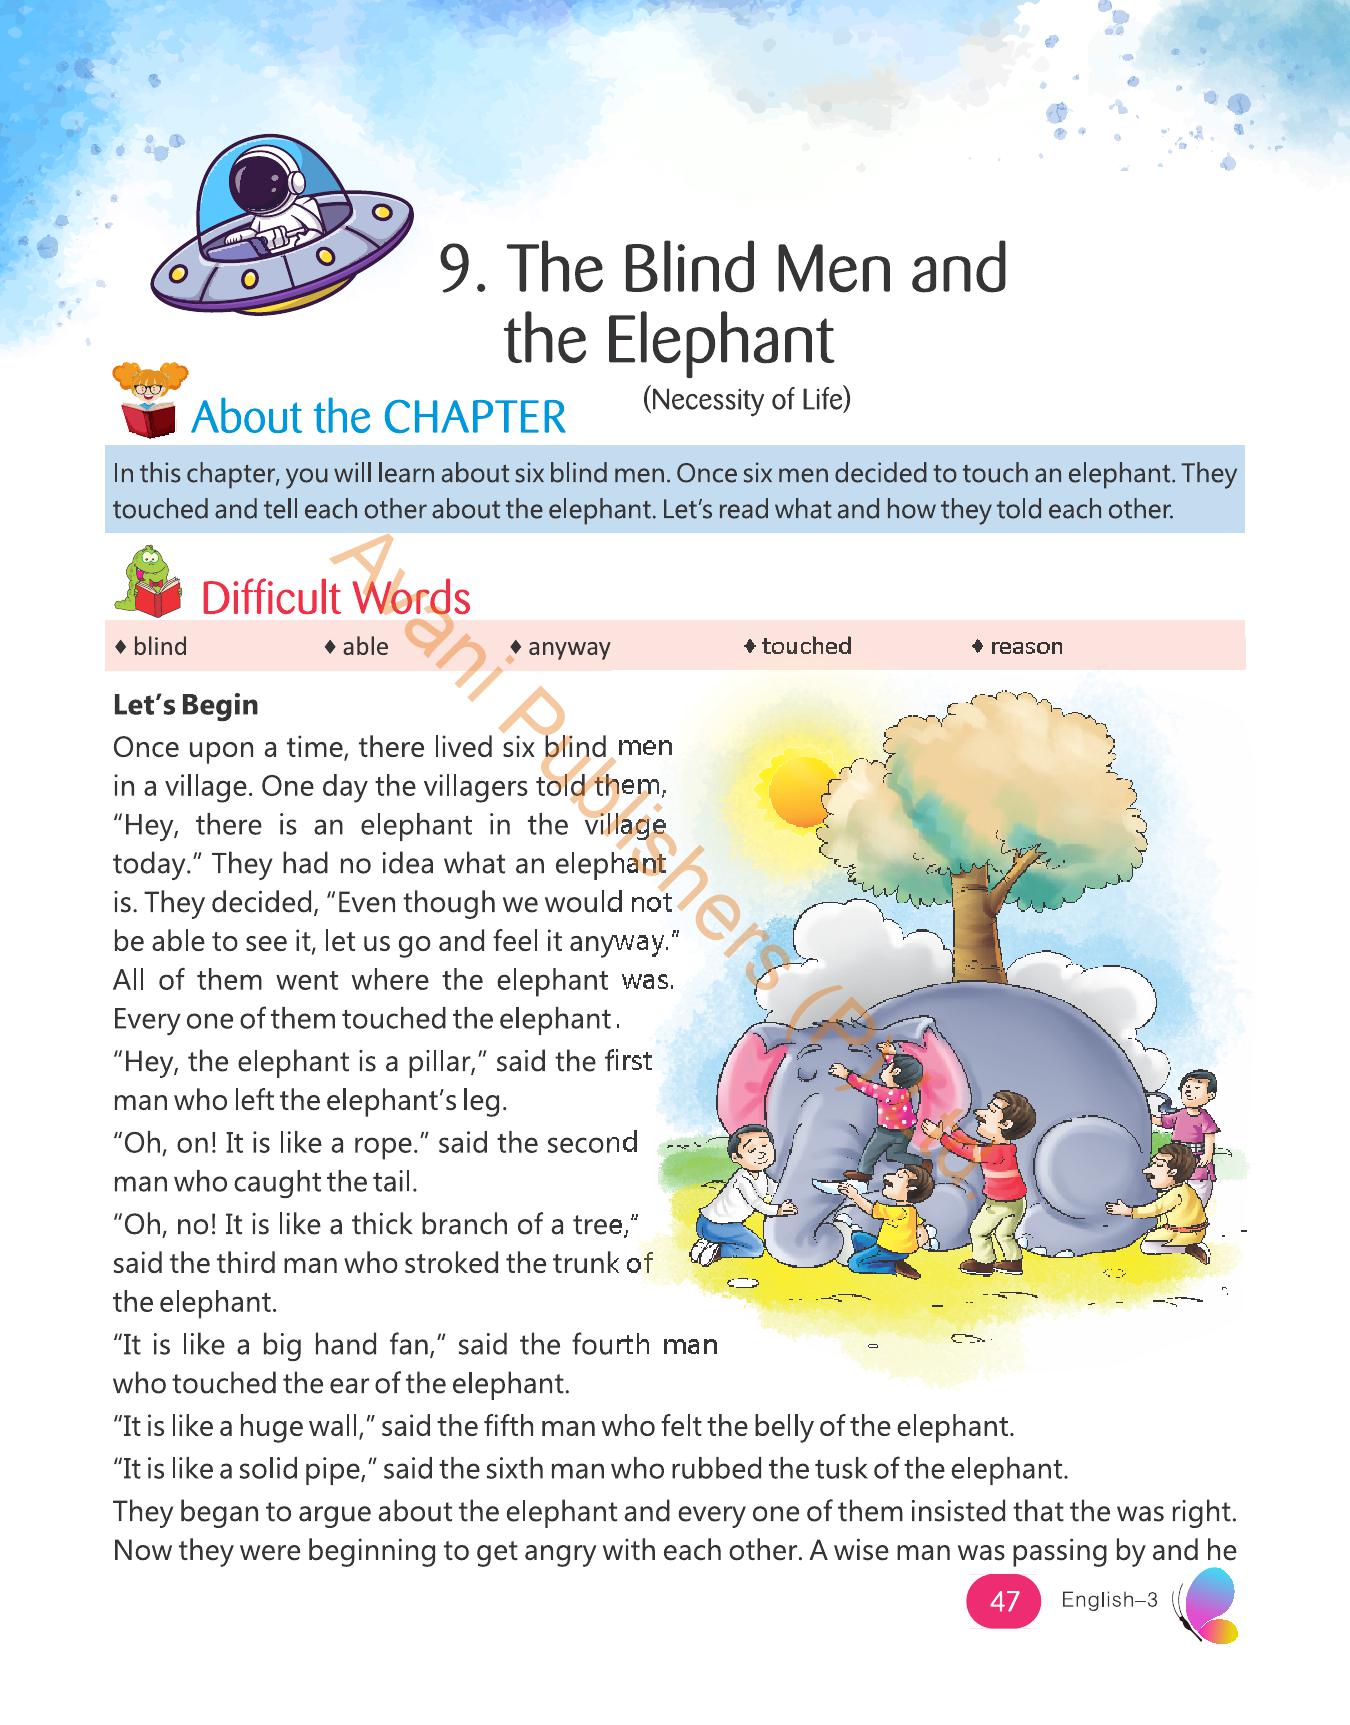 9. The Blind Men and
the Elephant
(Necessity of Life)
About the CHAPTER
In this chapter, you will learn about six blind men. Once six men decided to touch an elephant. They
touched and tell each other about the elephant. Let’s read what and how they told each other.
Difficult Words
♦ blind ♦ able ♦ anyway ♦ touched ♦ reason
Let’s Begin
Once upon a time, there lived six blind men
in a village. One day the villagers told them,
“Hey, there is an elephant in the village
today.” They had no idea what an elephant
is. They decided, “Even though we would not
be able to see it, let us go and feel it anyway.”
All of them went where the elephant was.
Every one of them touched the elephant.
“Hey, the elephant is a pillar,” said the first
man who left the elephant’s leg.
“Oh, on! It is like a rope.” said the second
man who caught the tail.
“Oh, no! It is like a thick branch of a tree,”
said the third man who stroked the trunk of
the elephant.
“It is like a big hand fan,” said the fourth man
who touched the ear of the elephant.
“It is like a huge wall,” said the fifth man who felt the belly of the elephant.
“It is like a solid pipe,” said the sixth man who rubbed the tusk of the elephant.
They began to argue about the elephant and every one of them insisted that the was right.
Now they were beginning to get angry with each other. A wise man was passing by and he
47 English–3
Avani Publishers (P) Ltd.